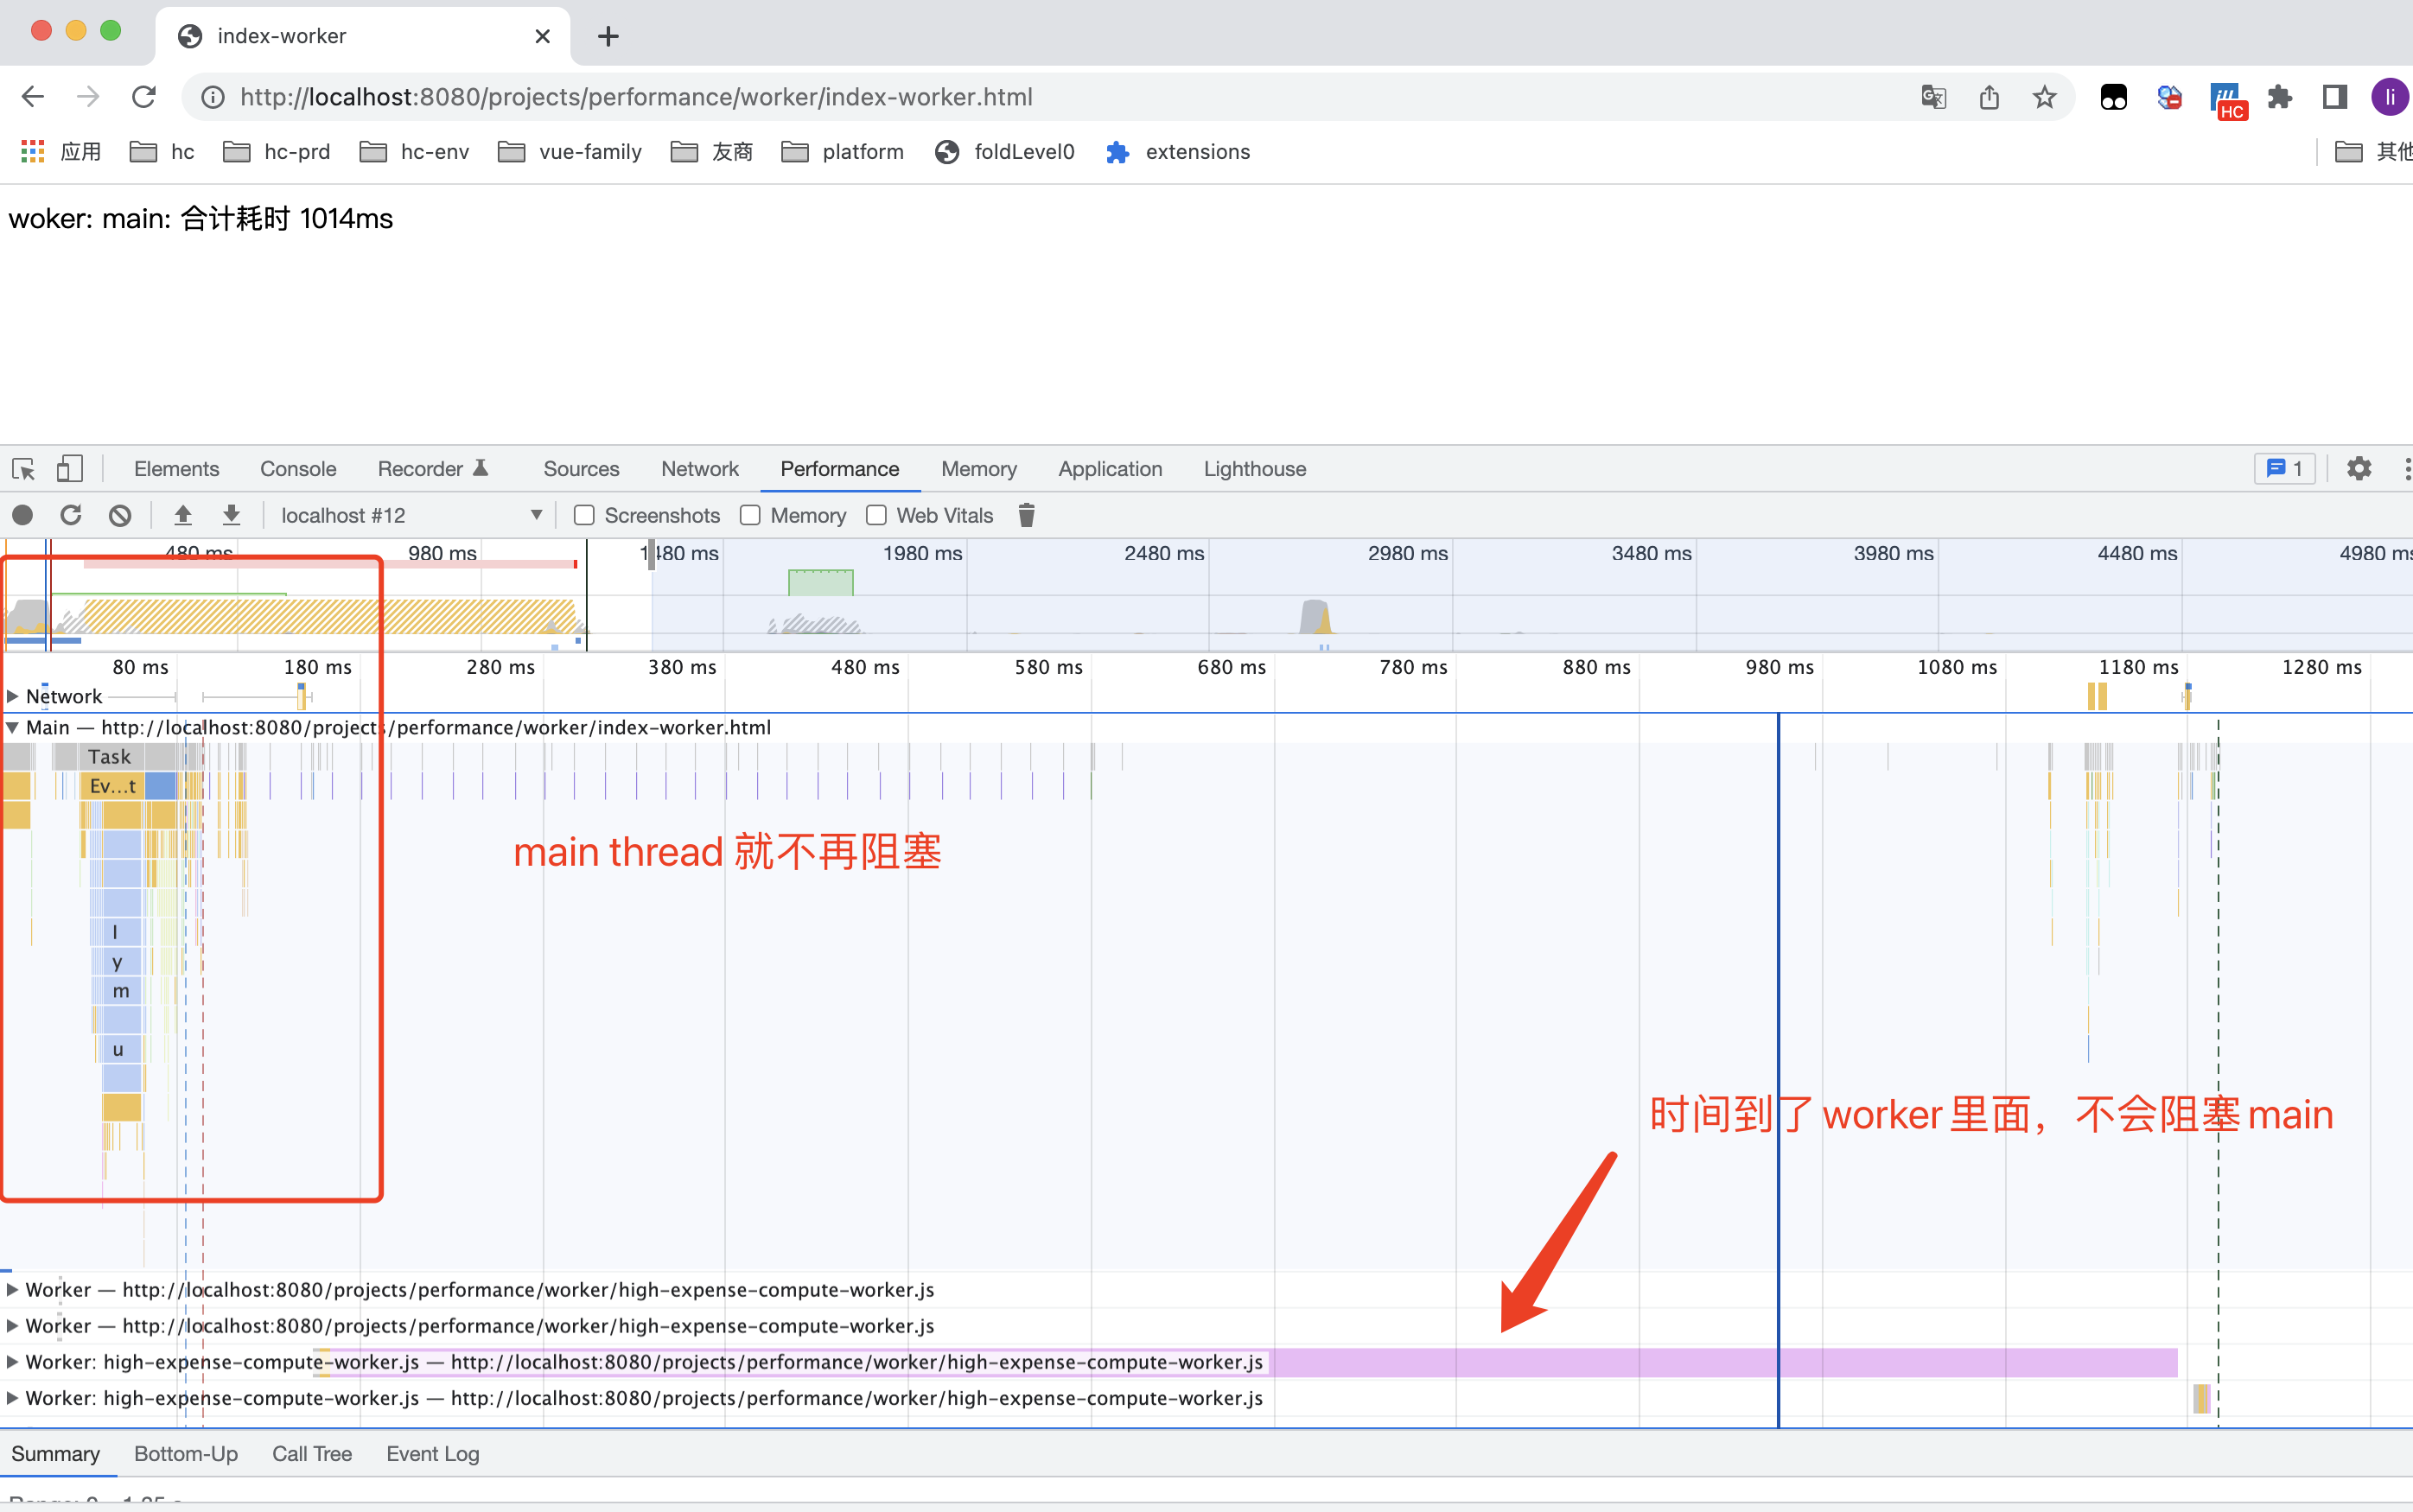 index-worker
http://localhost:8080/projects/performance/worker/index-worker.html
HC
li
应用 hc hc-prd hc-env vue-family 友商 platform foldLevel0 extensions
woker: main: 合计耗时 1014ms
Elements Console Recorder Sources Network Performance Memory Application Lighthouse 1
localhost #12 Screenshots Memory Web Vitals
480 ms 980 ms 1480 ms 1980 ms 2480 ms 2980 ms 3480 ms 3980 ms 4480 ms 4980 ms
80 ms 180 ms 280 ms 380 ms 480 ms 580 ms 680 ms 780 ms 880 ms 980 ms 1080 ms 1180 ms 1280 ms
Network
Main — http://localhost:8080/projects/performance/worker/index-worker.html
Task
Ev…t
main thread 就不再阻塞
l
y
m
u
时间到了 worker 里面，不会阻塞 main
Worker — http://localhost:8080/projects/performance/worker/high-expense-compute-worker.js
Worker — http://localhost:8080/projects/performance/worker/high-expense-compute-worker.js
Worker: high-expense-compute-worker.js — http://localhost:8080/projects/performance/worker/high-expense-compute-worker.js
Worker: high-expense-compute-worker.js — http://localhost:8080/projects/performance/worker/high-expense-compute-worker.js
Summary Bottom-Up Call Tree Event Log